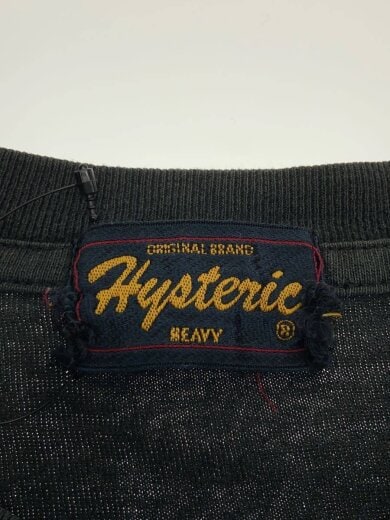 ORIGINAL BRAND
Hysteric
HEAVY
®